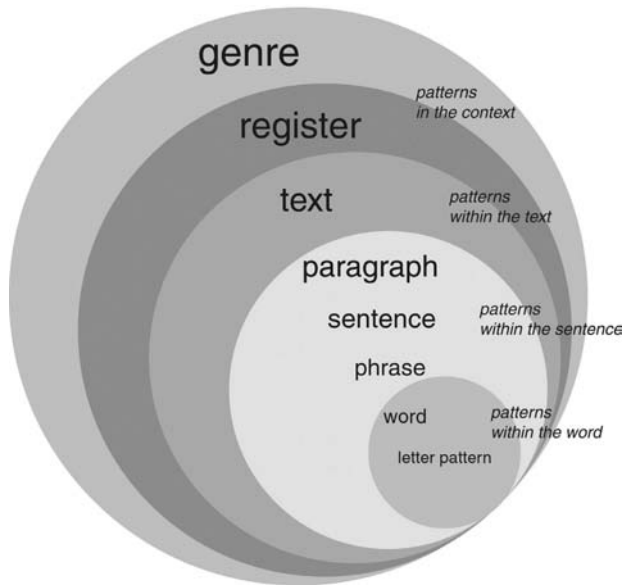 genre
patterns
in the context
register
text
patterns
within the text
paragraph
sentence
patterns
within the sentence
phrase
word
patterns
within the word
letter pattern